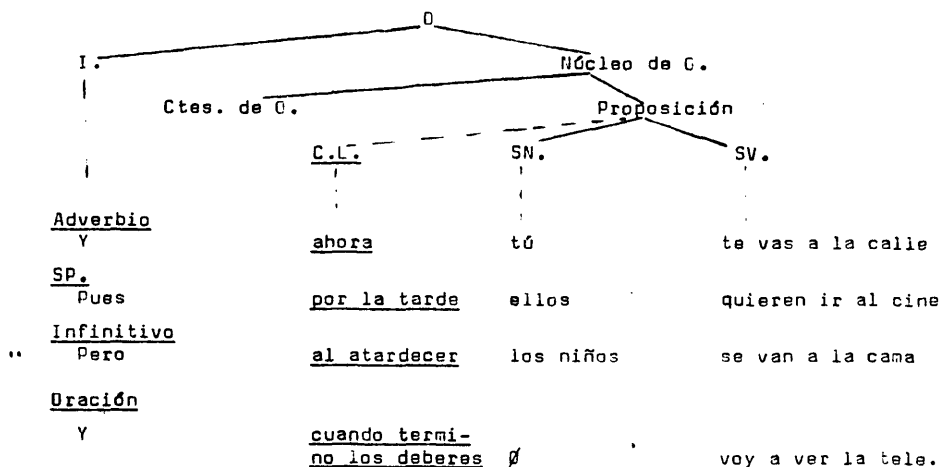 O
I. Núcleo de O.
Ctes. de O. Proposición
C.L. SN. SV.
Adverbio
Y ahora tú te vas a la calle
SP.
Pues por la tarde ellos quieren ir al cine
Infinitivo
Pero al atardecer los niños se van a la cama
Oración
Y cuando termi-
no los deberes Ø voy a ver la tele.